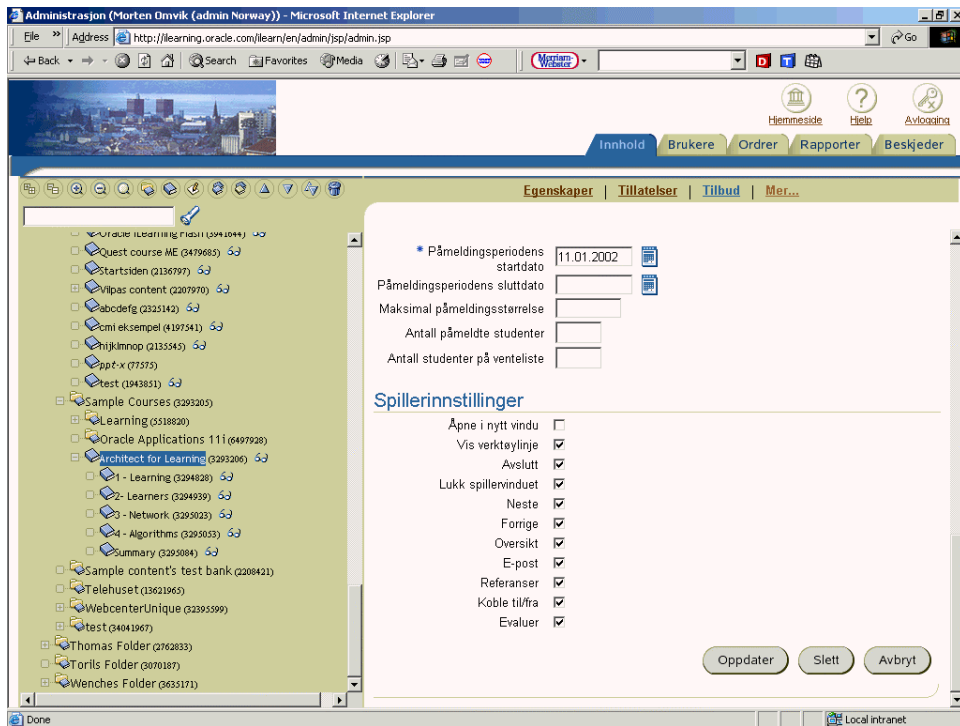 Administrasjon (Morten Omvik (admin Norway)) - Microsoft Internet Explorer
File » Address http://ilearning.oracle.com/ilearn/en/admin/jsp/admin.jsp Go
Back Search Favorites Media Merriam-Webster
Hjemmeside Hjelp Avlogging
Innhold Brukere Ordrer Rapporter Beskjeder
Egenskaper | Tillatelser | Tilbud | Mer...
Oracle iLearning Flash (3941644)
Quest course ME (3479685)
Startsiden (2136797)
Vilpas content (2207970)
abcdefg (2325142)
cmi eksempel (4197541)
hijklmnop (2135545)
ppt-x (77575)
test (1943851)
Sample Courses (3293205)
Learning (5518820)
Oracle Applications 11i (6497928)
Architect for Learning (3293206)
1 - Learning (3294828)
2- Learners (3294939)
3 - Network (3295023)
4 - Algorithms (3295053)
Summary (3295084)
Sample content's test bank (2208421)
Telehuset (13621965)
WebcenterUnique (32395599)
test (34041967)
Thomas Folder (2762833)
Torils Folder (3070187)
Wenches Folder (3635171)
* Påmeldingsperiodens startdato 11.01.2002
Påmeldingsperiodens sluttdato
Maksimal påmeldingsstørrelse
Antall påmeldte studenter
Antall studenter på venteliste
Spillerinnstillinger
Åpne i nytt vindu
Vis verktøylinje
Avslutt
Lukk spillervinduet
Neste
Forrige
Oversikt
E-post
Referanser
Koble til/fra
Evaluer
Oppdater Slett Avbryt
Done Local intranet